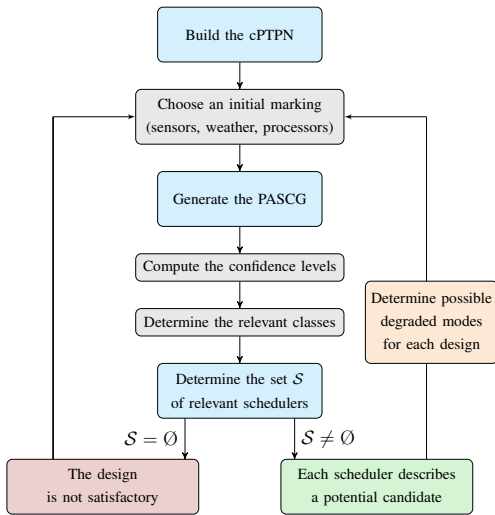 Build the cPTPN
Choose an initial marking
(sensors, weather, processors)
Generate the PASCG
Compute the confidence levels
Determine the relevant classes
Determine possible
degraded modes
for each design
Determine the set 𝒮
of relevant schedulers
𝒮 = Ø
𝒮 ≠ Ø
The design
is not satisfactory
Each scheduler describes
a potential candidate